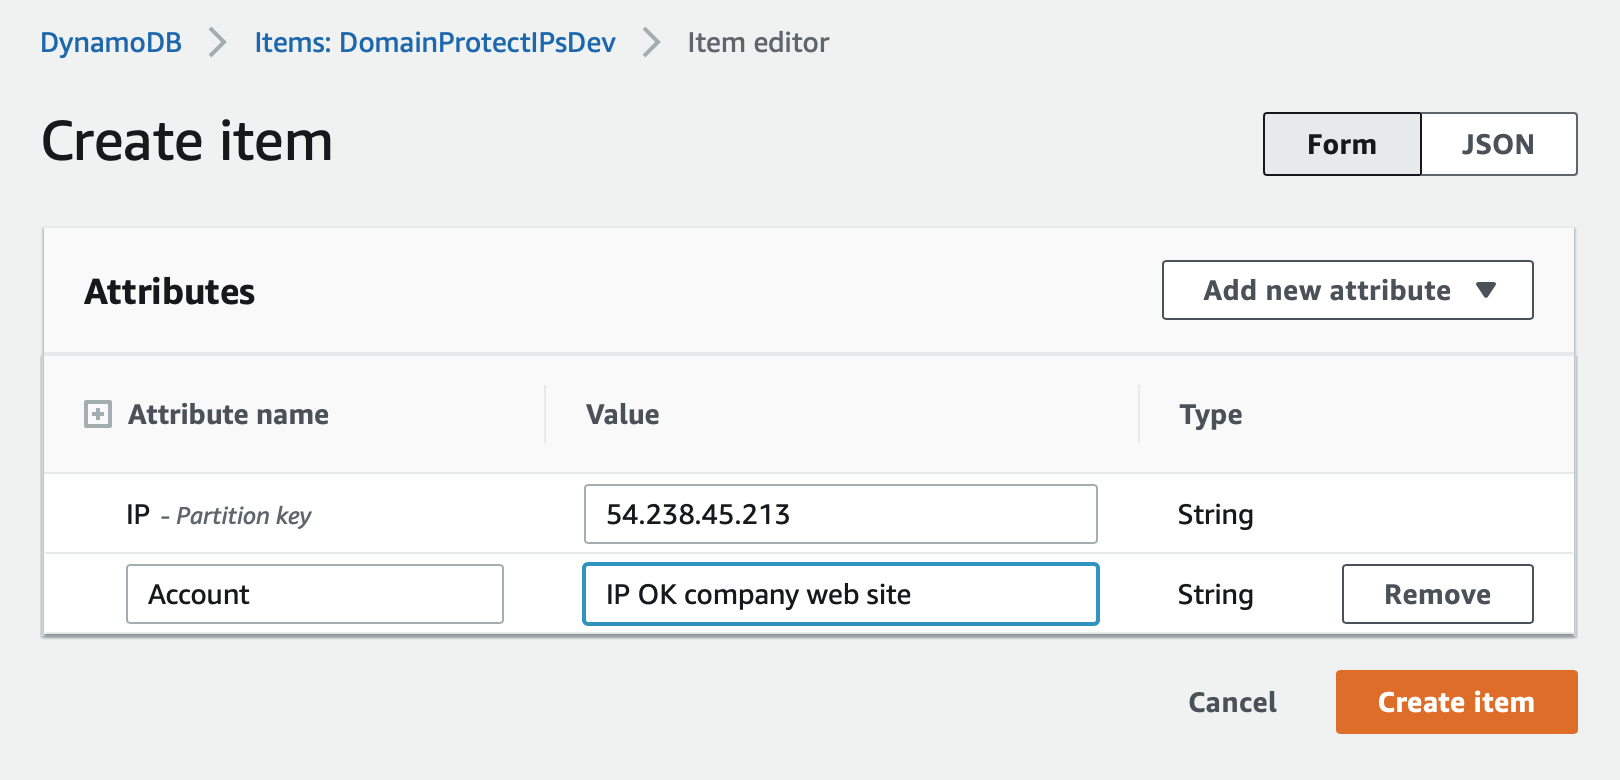 DynamoDB > Items: DomainProtectIPsDev > Item editor
Create item
Form JSON
Attributes
Add new attribute ▼
Attribute name Value Type
IP - Partition key 54.238.45.213 String
Account IP OK company web site String Remove
Cancel Create item